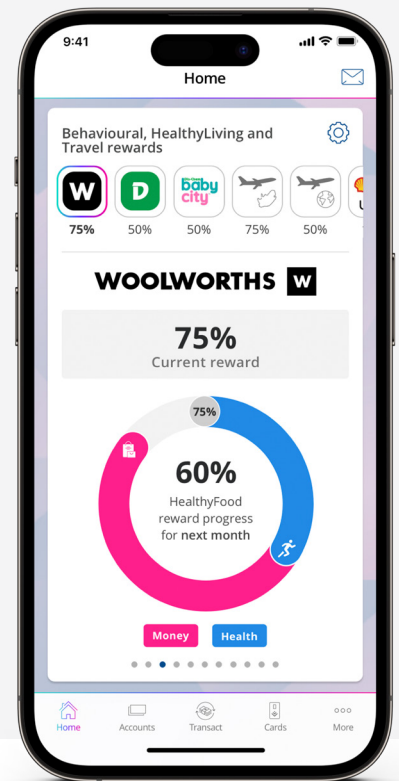 9:41
Home
Behavioural, HealthyLiving and
Travel rewards
W
D
baby
city
75%
50%
50%
75%
50%
WOOLWORTHS W
75%
Current reward
75%
60%
HealthyFood
reward progress
for next month
Money
Health
Home
Accounts
Transact
Cards
More